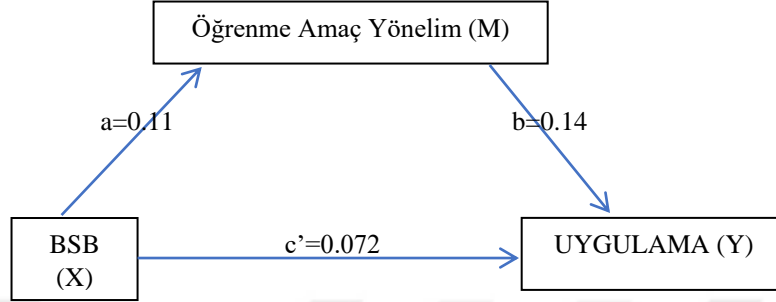 Öğrenme Amaç Yönelim (M)
a=0.11
b=0.14
BSB
(X)
c’=0.072
UYGULAMA (Y)